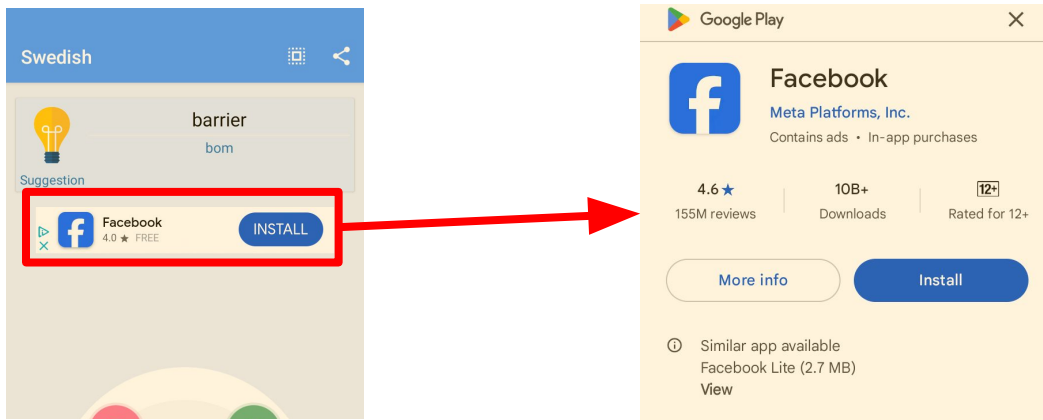 Swedish
barrier
bom
Suggestion
Facebook
4.0 ★ FREE
INSTALL
Google Play
Facebook
Meta Platforms, Inc.
Contains ads • In-app purchases
4.6 ★
155M reviews
10B+
Downloads
12+
Rated for 12+
More info
Install
Similar app available
Facebook Lite (2.7 MB)
View